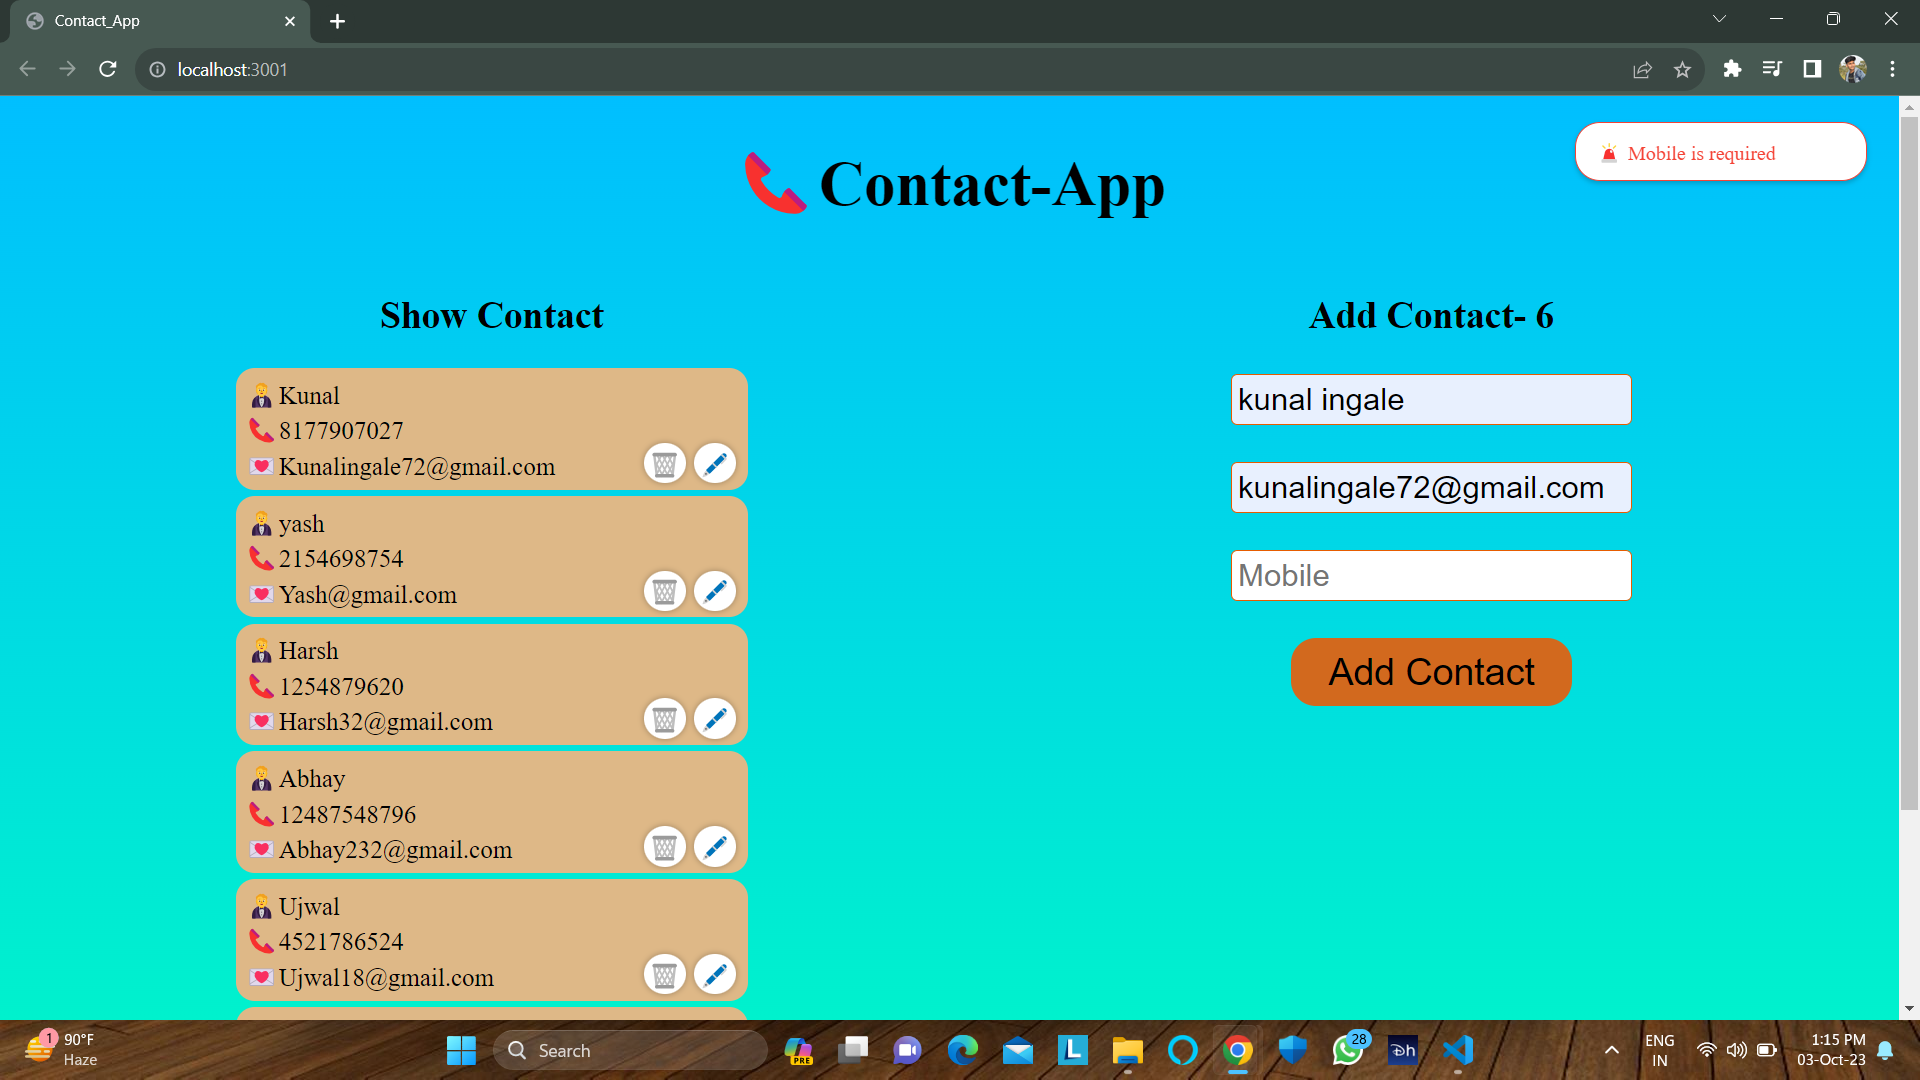 Contact_App
localhost:3001
Mobile is required
Contact-App
Show Contact
Kunal
8177907027
Kunalingale72@gmail.com
yash
2154698754
Yash@gmail.com
Harsh
1254879620
Harsh32@gmail.com
Abhay
12487548796
Abhay232@gmail.com
Ujwal
4521786524
Ujwal18@gmail.com
Add Contact- 6
kunal ingale
kunalingale72@gmail.com
Mobile
Add Contact
1
90°F
Haze
Search
PRE
L
28
Dh
ENG
IN
1:15 PM
03-Oct-23